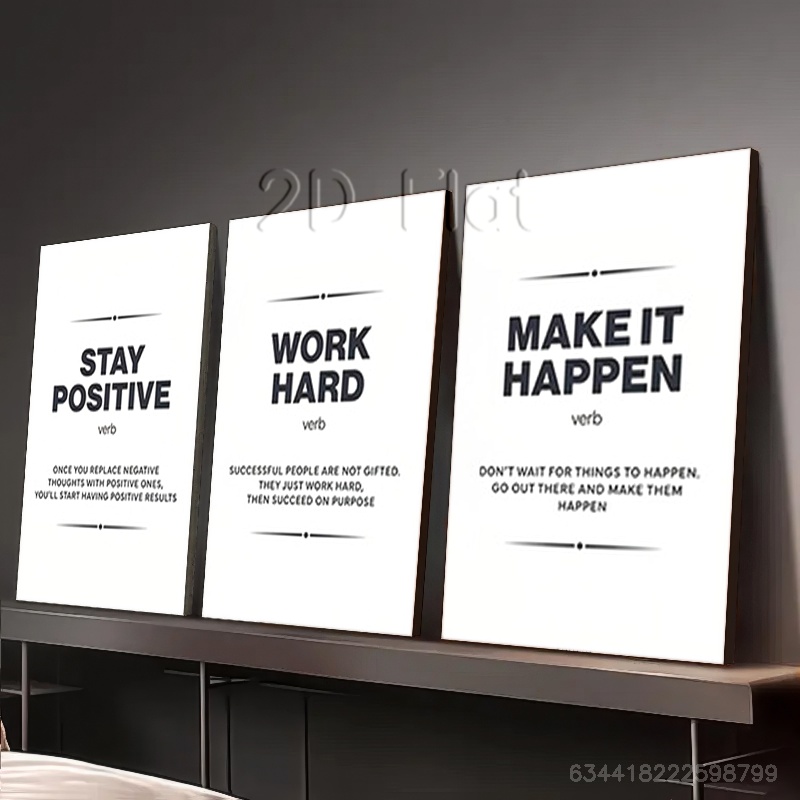 2D Flat
STAY
POSITIVE
verb
ONCE YOU REPLACE NEGATIVE
THOUGHTS WITH POSITIVE ONES,
YOU'LL START HAVING POSITIVE RESULTS
WORK
HARD
verb
SUCCESSFUL PEOPLE ARE NOT GIFTED.
THEY JUST WORK HARD,
THEN SUCCEED ON PURPOSE
MAKE IT
HAPPEN
verb
DON'T WAIT FOR THINGS TO HAPPEN.
GO OUT THERE AND MAKE THEM
HAPPEN
634418222598799